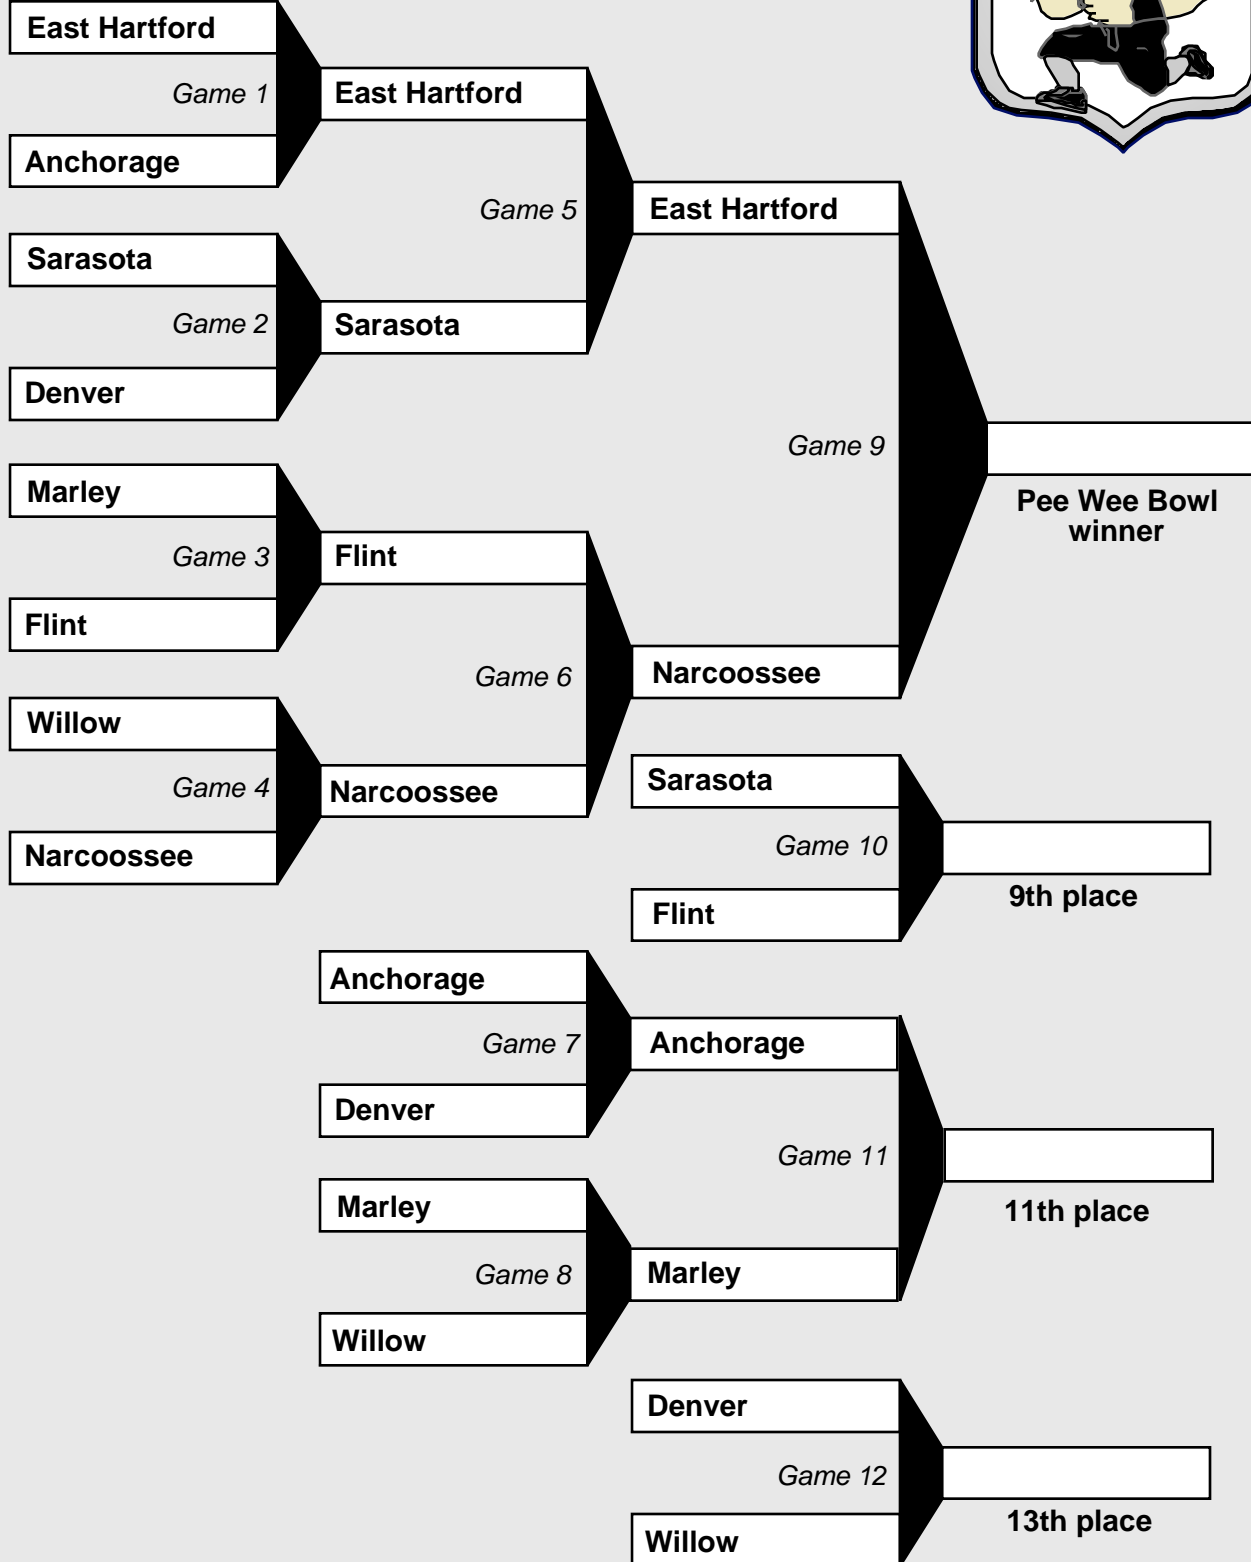 East Hartford
Game 1
East Hartford
Anchorage
Game 5
East Hartford
Sarasota
Game 2
Sarasota
Denver
Game 9
Marley
Pee Wee Bowl
winner
Game 3
Flint
Flint
Game 6
Narcoossee
Willow
Game 4
Narcoossee
Sarasota
Narcoossee
Game 10
9th place
Flint
Anchorage
Game 7
Anchorage
Denver
Game 11
Marley
11th place
Game 8
Marley
Willow
Denver
Game 12
13th place
Willow